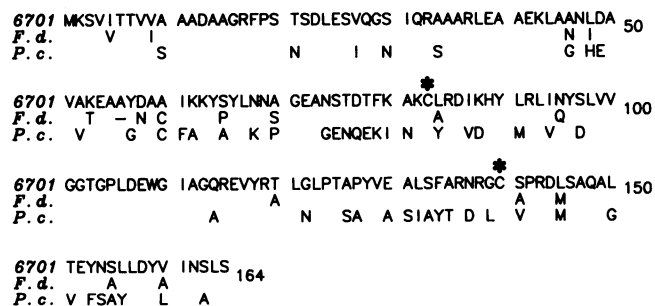 6701 MKSVITTVVA AADAAGRFPS TSDLESVQGS IQRAAARLEA AEKLAANLDA 50
F.d. V I N I
P.c. S N I N S G HE
*
6701 VAKEAAYDAA IKKYSYLNNA GEANSTDTFK AKCLRDIKHY LRLINYSLVV 100
F.d. T – N C P S A Q
P.c. V G C FA A K P GENQEKI N Y VD M V D
*
6701 GGTGPLDEWG IAGQREVYRT LGLPTAPYVE ALSFARNRGC SPRDLSAQAL 150
F.d. A A M
P.c. A N SA A SIAYT D L V M G
6701 TEYNSLLDYV INSLS 164
F.d. A A
P.c. V FSAY L A